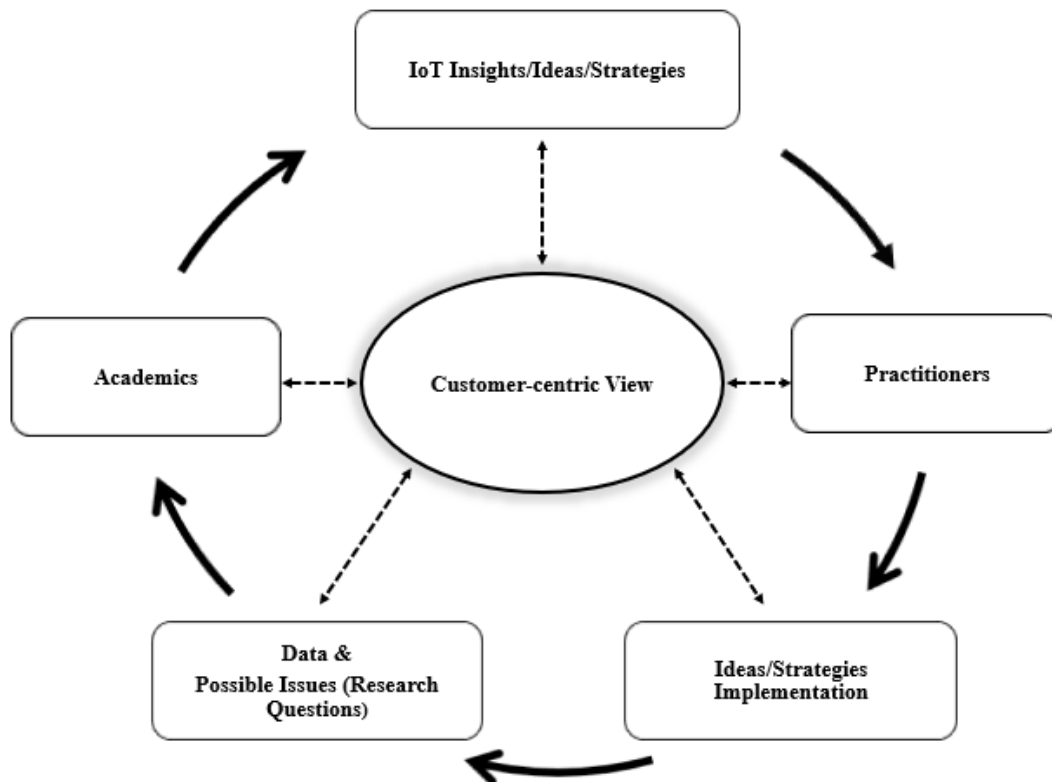 IoT Insights/Ideas/Strategies
Academics
Customer-centric View
Practitioners
Data &
Possible Issues (Research
Questions)
Ideas/Strategies
Implementation